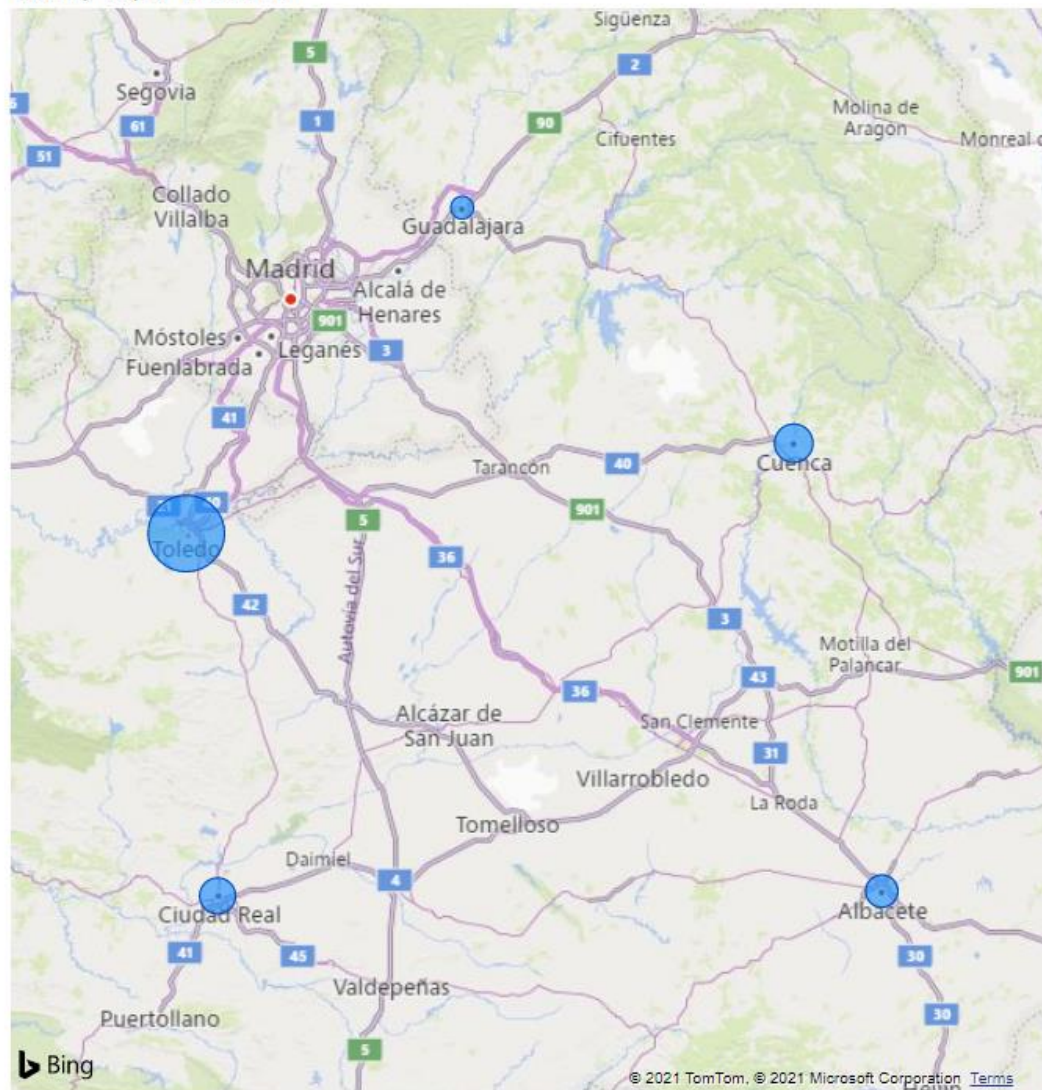 Sigüenza
5
2
Segovia
Molina de
Aragón
61
1
90
Cifuentes
51
Collado
Villalba
Guadalajara
Madrid
Alcalá de
Henares
901
Móstoles
Leganés
3
Fuenlabrada
41
Tarancón
40
Cuenca
5
901
Toledo
36
42
Autovía del Sur
3
Motilla del
Palancar
43
901
36
Alcázar de
San Juan
San Clemente
31
Villarrobledo
La Roda
Tomelloso
Daimiel
4
Ciudad Real
Albacete
41
45
30
Valdepeñas
Puertollano
30
5
Bing
© 2021 TomTom, © 2021 Microsoft Corporation Terms